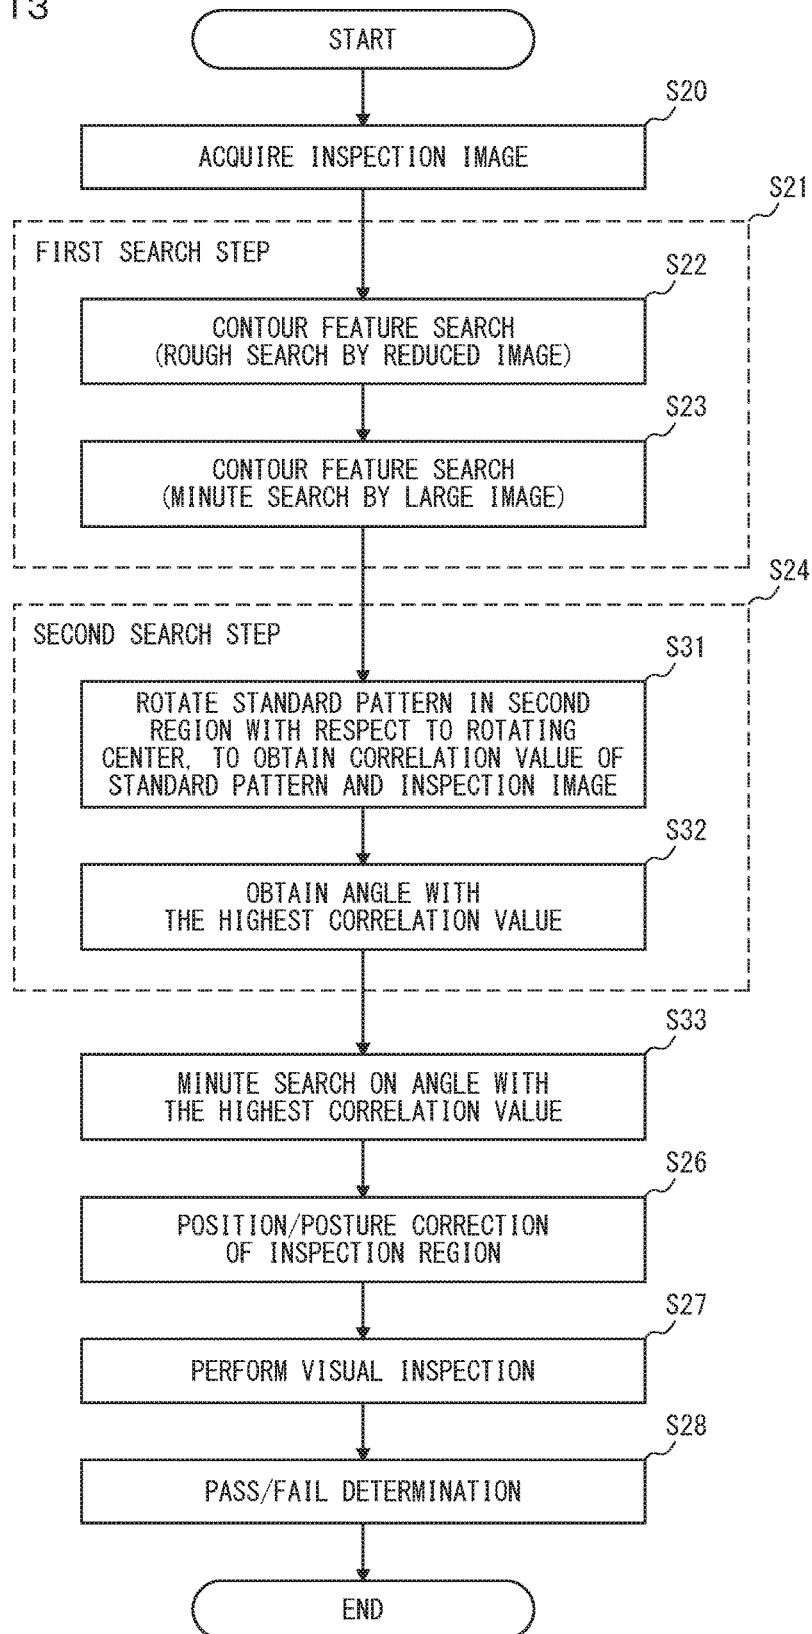 13
START
S20
ACQUIRE INSPECTION IMAGE
S21
FIRST SEARCH STEP
S22
CONTOUR FEATURE SEARCH
(ROUGH SEARCH BY REDUCED IMAGE)
S23
CONTOUR FEATURE SEARCH
(MINUTE SEARCH BY LARGE IMAGE)
S24
SECOND SEARCH STEP
S31
ROTATE STANDARD PATTERN IN SECOND
REGION WITH RESPECT TO ROTATING
CENTER, TO OBTAIN CORRELATION VALUE OF
STANDARD PATTERN AND INSPECTION IMAGE
S32
OBTAIN ANGLE WITH
THE HIGHEST CORRELATION VALUE
S33
MINUTE SEARCH ON ANGLE WITH
THE HIGHEST CORRELATION VALUE
S26
POSITION/POSTURE CORRECTION
OF INSPECTION REGION
S27
PERFORM VISUAL INSPECTION
S28
PASS/FAIL DETERMINATION
END